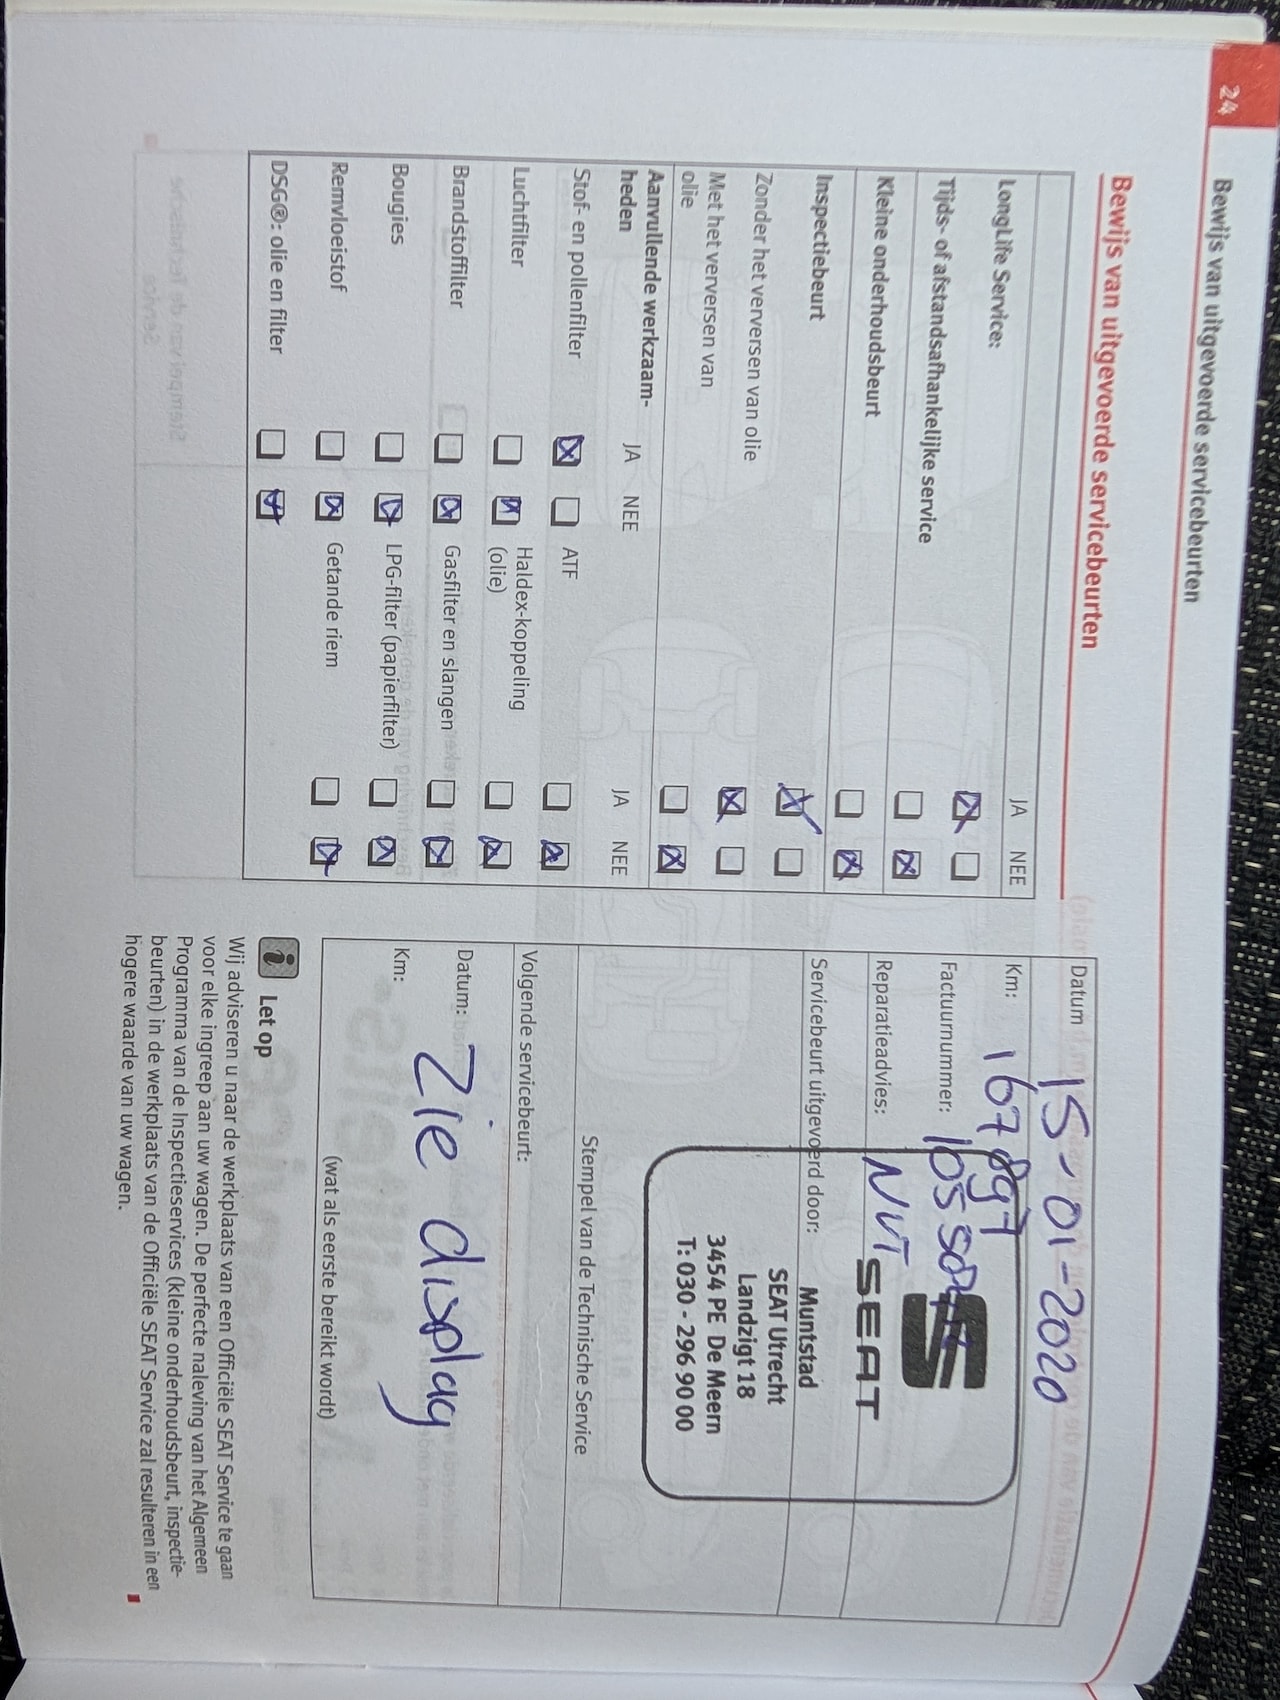 24
Bewijs van uitgevoerde servicebeurten
Bewijs van uitgevoerde servicebeurten
JA NEE
LongLife Service:
Tijds- of afstandsafhankelijke service
Kleine onderhoudsbeurt
Inspectiebeurt
Zonder het verversen van olie
Met het verversen van
olie
Aanvullende werkzaam-
heden
JA NEE
JA NEE
Stof- en pollenfilter
ATF
Luchtfilter
Haldex-koppeling
(olie)
Brandstoffilter
Gasfilter en slangen
Bougies
LPG-filter (papierfilter)
Remvloeistof
Getande riem
DSG®: olie en filter
Datum 15-01-2020
Km: 167897
Factuurnummer:
Reparatieadvies: NVT
Servicebeurt uitgevoerd door:
SEAT
Muntstad
SEAT Utrecht
Landzigt 18
3454 PE De Meern
T: 030 - 296 90 00
Stempel van de Technische Service
Volgende servicebeurt:
Datum: Zie display
Km:
(wat als eerste bereikt wordt)
i Let op
Wij adviseren u naar de werkplaats van een Officiële SEAT Service te gaan
voor elke ingreep aan uw wagen. De perfecte naleving van het Algemeen
Programma van de Inspectieservices (kleine onderhoudsbeurt, inspectie-
beurten) in de werkplaats van de Officiële SEAT Service zal resulteren in een
hogere waarde van uw wagen.